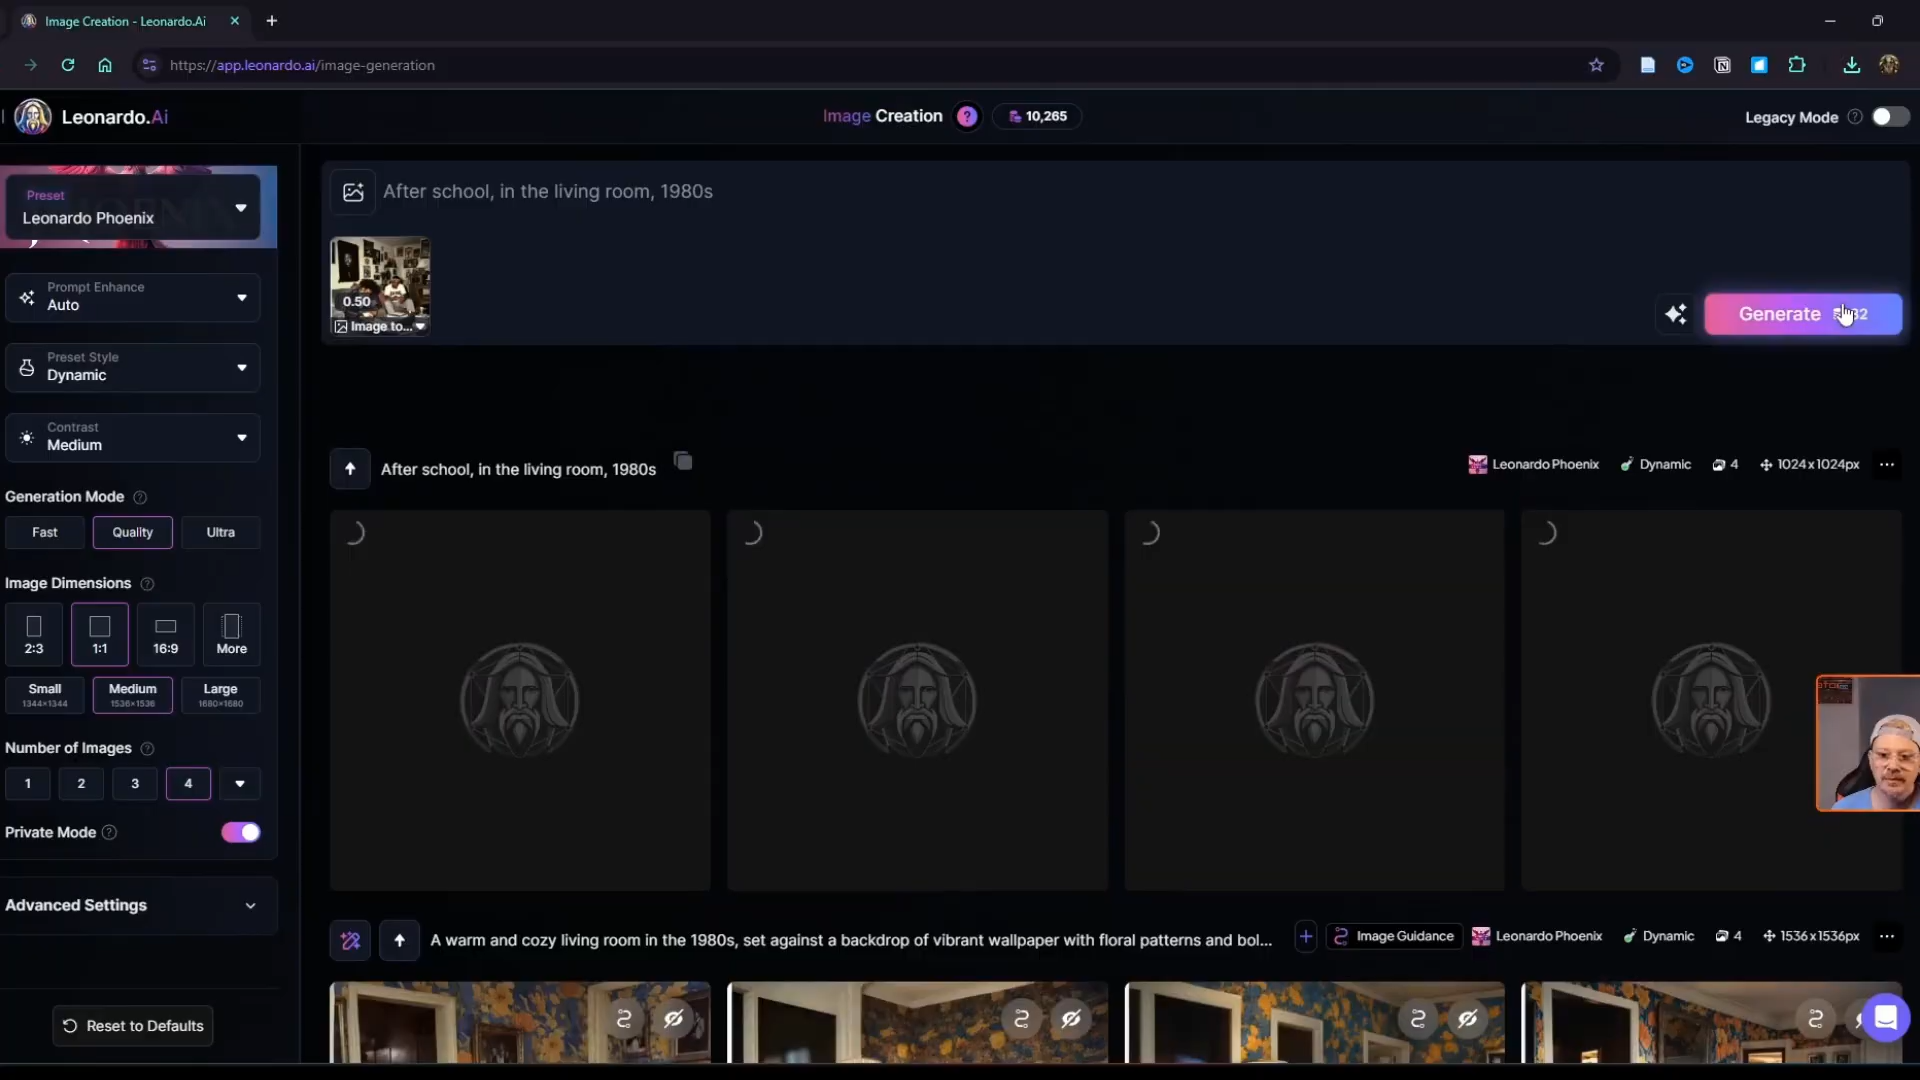 Image Creation - Leonardo.Ai
https://app.leonardo.ai/image-generation
Leonardo.Ai
Image Creation ? 10,265
Legacy Mode
Preset
Leonardo Phoenix
After school, in the living room, 1980s
0.50
Image to...
Generate
Prompt Enhance
Auto
Preset Style
Dynamic
Contrast
Medium
Generation Mode
Fast Quality Ultra
Image Dimensions
2:3 1:1 16:9 More
Small Medium Large
1344×1344 1536×1536 1680×1680
Number of Images
1 2 3 4
Private Mode
Advanced Settings
Reset to Defaults
After school, in the living room, 1980s
Leonardo Phoenix Dynamic 4 1024x1024px
A warm and cozy living room in the 1980s, set against a backdrop of vibrant wallpaper with floral patterns and bol...
Image Guidance Leonardo Phoenix Dynamic 4 1536x1536px